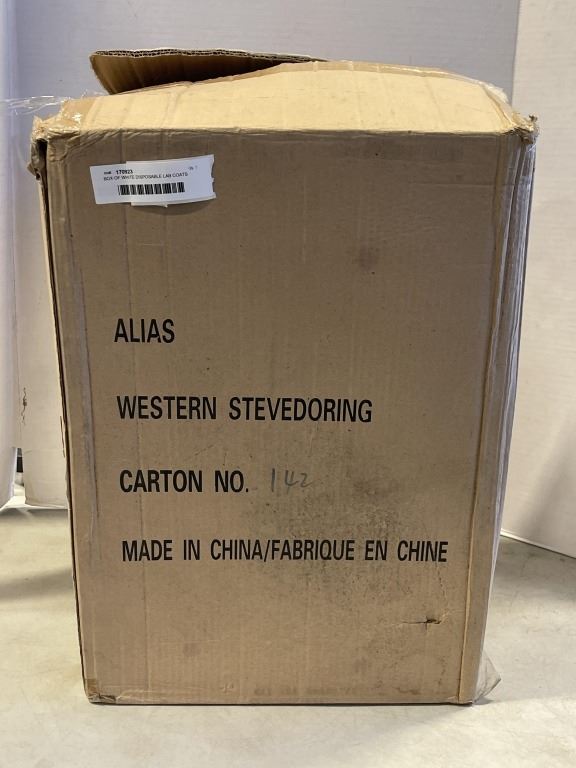 170923
BOX OF WHITE DISPOSABLE LAB COATS
ALIAS
WESTERN STEVEDORING
CARTON NO. 142
MADE IN CHINA/FABRIQUE EN CHINE